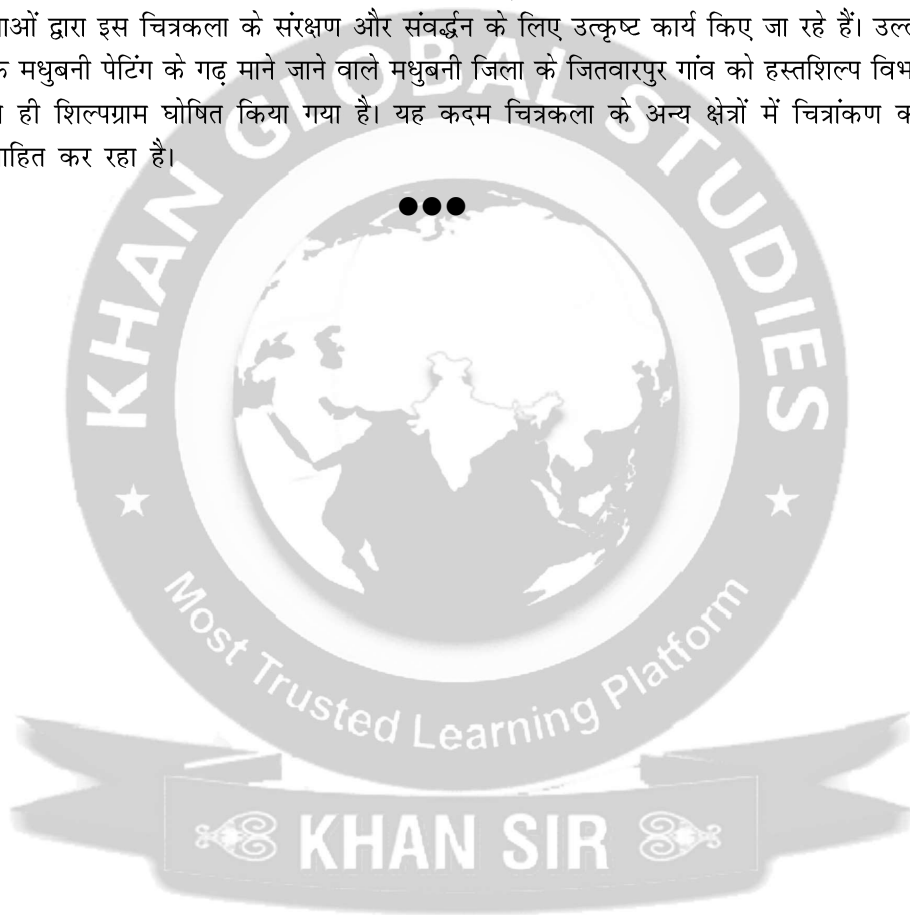 ओं द्वारा इस चित्रकला के संरक्षण और संवर्द्धन के लिए उत्कृष्ट कार्य किए जा रहे हैं।
मधुबनी पेटिंग के गढ़ माने जाने वाले मधुबनी जिला के जितवारपुर गांव को हस्तशिल्प
ही शिल्पग्राम घोषित किया गया है। यह कदम चित्रकला के अन्य क्षेत्रों में चित्रांकण
कर रहा है।
●●●
KHAN GLOBAL STUDIES
Most Trusted Learning Platform
KHAN SIR